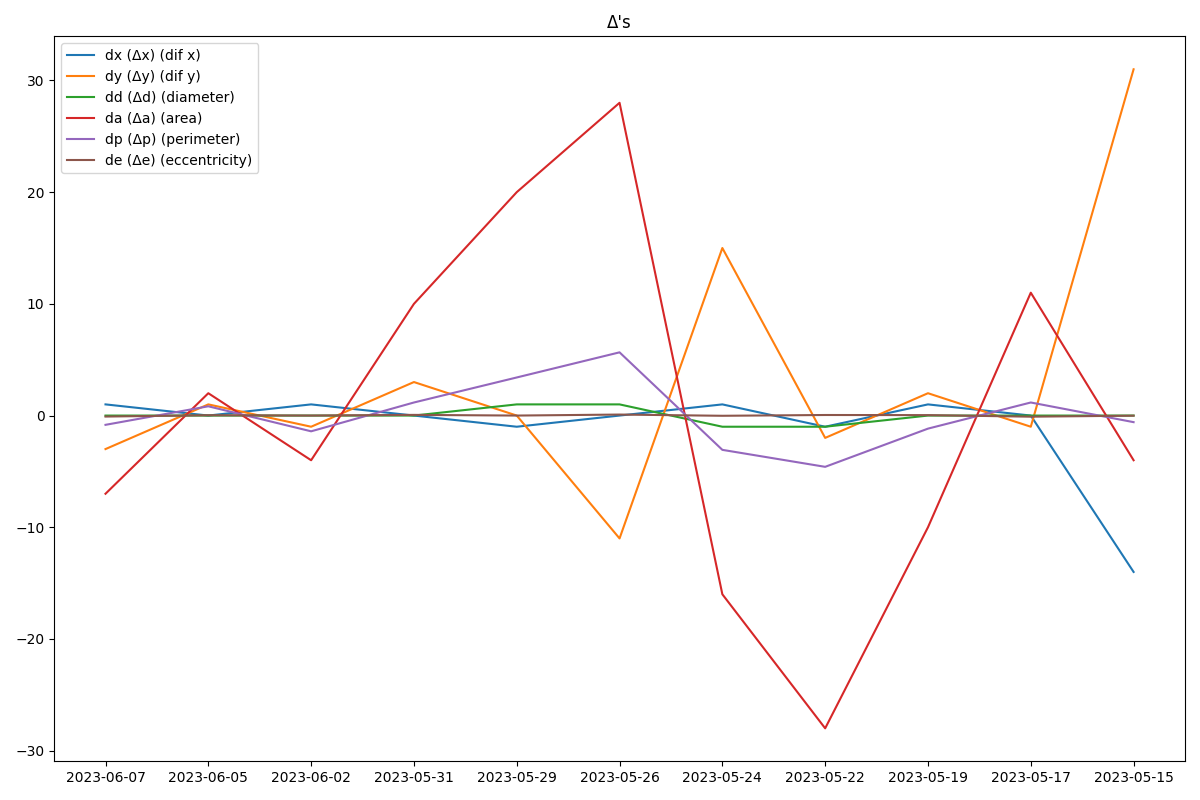 Δ's
dx (Δx) (dif x)
dy (Δy) (dif y)
dd (Δd) (diameter)
da (Δa) (area)
dp (Δp) (perimeter)
de (Δe) (eccentricity)
30
20
10
0
−10
−20
−30
2023-06-07 2023-06-05 2023-06-02 2023-05-31 2023-05-29 2023-05-26 2023-05-24 2023-05-22 2023-05-19 2023-05-17 2023-05-15